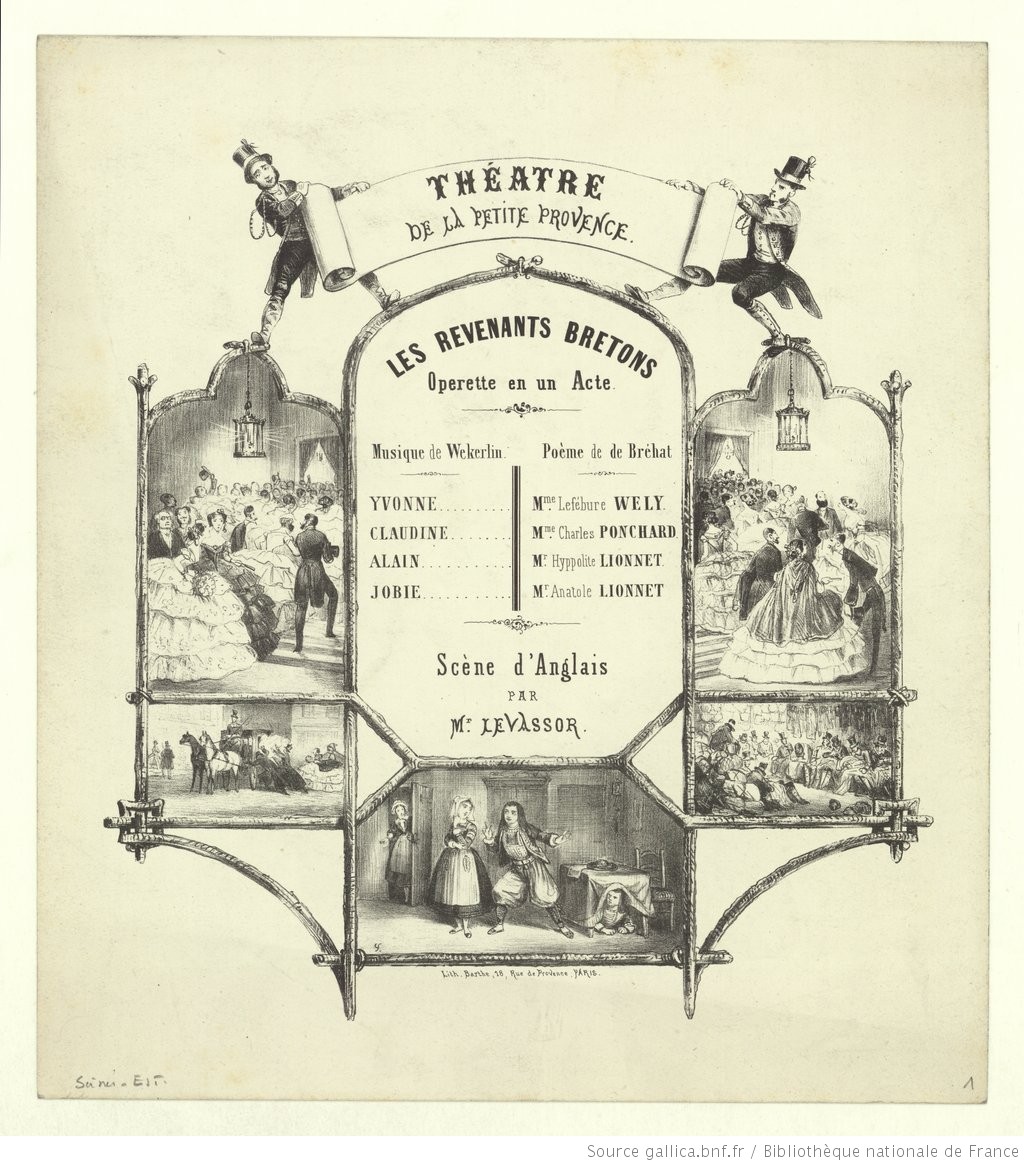 THÉATRE
DE LA PETITE PROVENCE.
LES REVENANTS BRETONS
Operette en un Acte.
Musique de Wekerlin. Poème de de Bréhat
YVONNE.......... Mme Lefébure WELY.
CLAUDINE....... Mme Charles PONCHARD.
ALAIN............ Mr Hyppolite LIONNET.
JOBIE............ Mr Anatole LIONNET
Scène d'Anglais
PAR
Mr LEVASSOR.
Lith. Barthe, 18, Rue de Provence, PARIS.
1
Source gallica.bnf.fr / Bibliothèque nationale de France